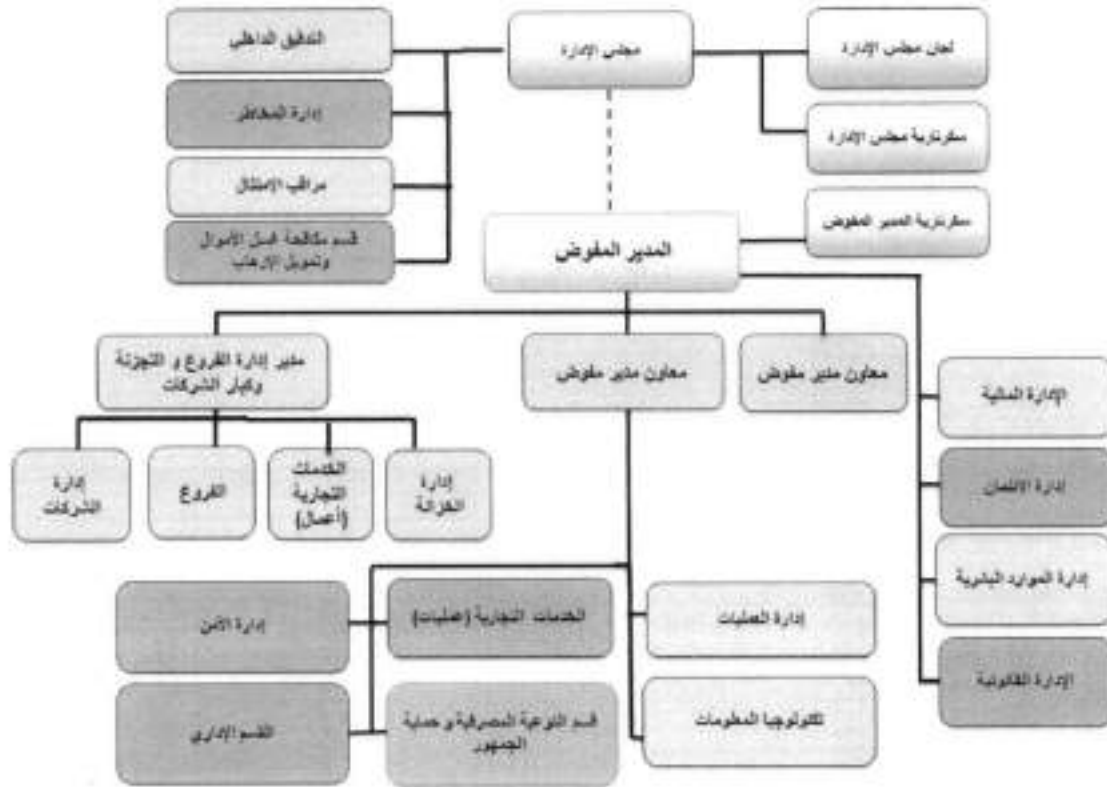 مجلس الإدارة
لجان مجلس الإدارة
سكرتارية مجلس الإدارة
التدقيق الداخلي
إدارة المخاطر
مراقب الإمتثال
قسم مكافحة غسل الأموال
وتمويل الإرهاب
سكرتارية المدير المفوض
المدير المفوض
معاون مدير مفوض
معاون مدير مفوض
مدير إدارة الفروع و التجزئة
وكبار الشركات
الإدارة المالية
إدارة الائتمان
إدارة الموارد البشرية
الإدارة القانونية
إدارة
الخزالة
الخدمات
التجارية
(أعمال)
الفروع
إدارة
الشركات
إدارة العمليات
الخدمات التجارية (عمليات)
إدارة الأمن
تكنولوجيا المعلومات
قسم التوعية المصرفية وحماية
الجمهور
القسم الإداري